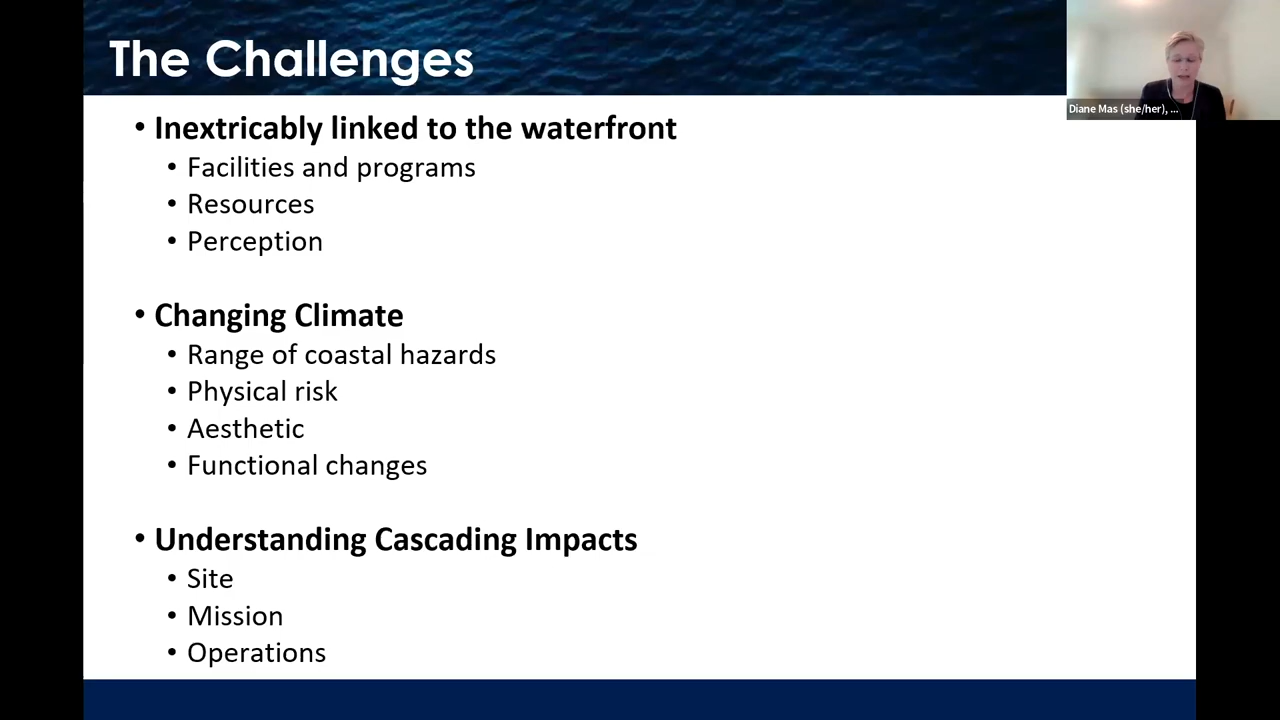 The Challenges
Diane Mas (she/her), ...
• Inextricably linked to the waterfront
• Facilities and programs
• Resources
• Perception
• Changing Climate
• Range of coastal hazards
• Physical risk
• Aesthetic
• Functional changes
• Understanding Cascading Impacts
• Site
• Mission
• Operations